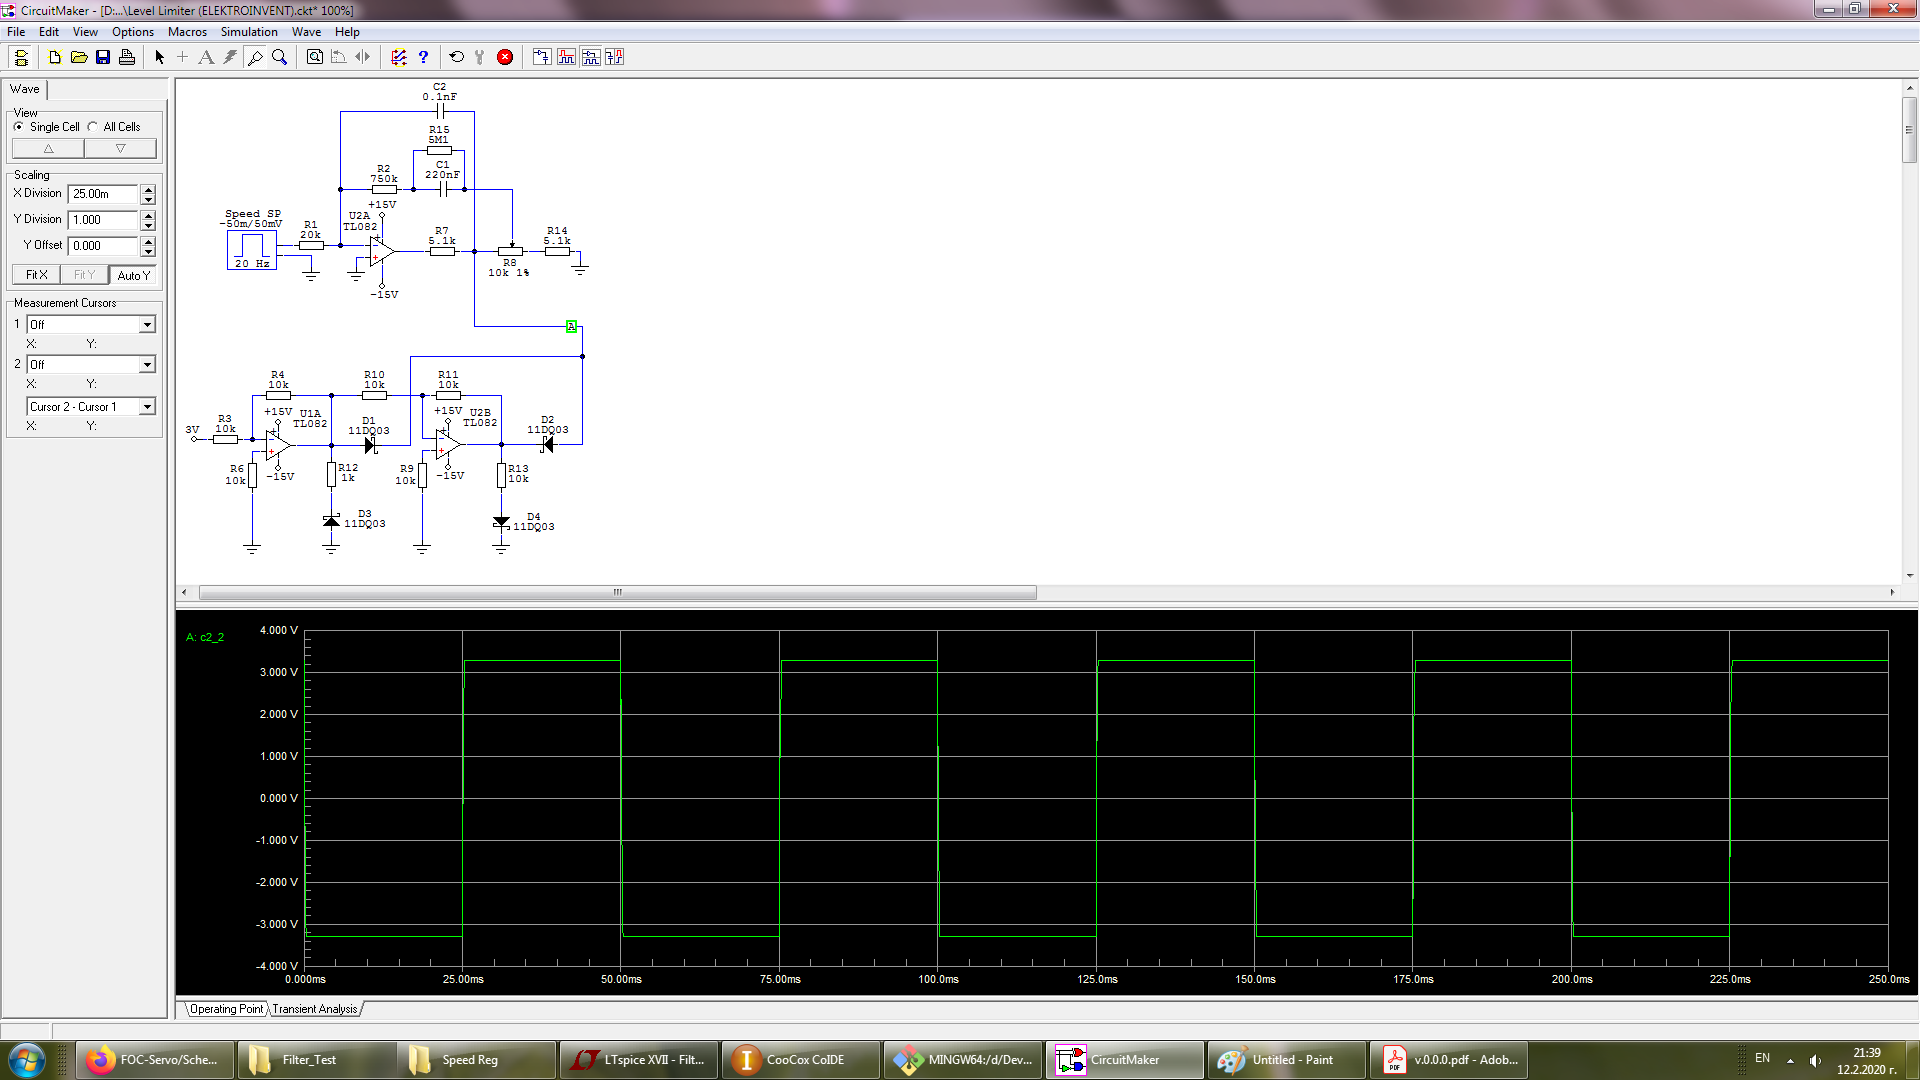 CircuitMaker - [D:...\Level Limiter (ELEKTROINVENT).ckt* 100%]
File Edit View Options Macros Simulation Wave Help
Wave
View
Single Cell All Cells
Scaling
X Division 25.00m
Y Division 1.000
Y Offset 0.000
Fit X Fit Y Auto Y
Measurement Cursors
1 Off
X: Y:
2 Off
X: Y:
Cursor 2 - Cursor 1
X: Y:
C2
0.1nF
R15
5M1
C1
220nF
R2
750k
+15V
U2A
TL082
Speed SP
-50m/50mV
20 Hz
R1
20k
R7
5.1k
R14
5.1k
R8
10k 1%
-15V
A
R4
10k
R10
10k
R11
10k
+15V
U1A
TL082
+15V
U2B
TL082
3V
R3
10k
D1
11DQ03
D2
11DQ03
R6
10k
-15V
R12
1k
R9
10k
-15V
R13
10k
D3
11DQ03
D4
11DQ03
A: c2_2
4.000 V
3.000 V
2.000 V
1.000 V
0.000 V
-1.000 V
-2.000 V
-3.000 V
-4.000 V
0.000ms 25.00ms 50.00ms 75.00ms 100.0ms 125.0ms 150.0ms 175.0ms 200.0ms 225.0ms 250.0ms
Operating Point Transient Analysis
FOC-Servo/Sche... Filter_Test Speed Reg LTspice XVII - Filt... CooCox CoIDE MINGW64:/d/Dev... CircuitMaker Untitled - Paint v.0.0.0.pdf - Adob... EN
21:39
12.2.2020 г.